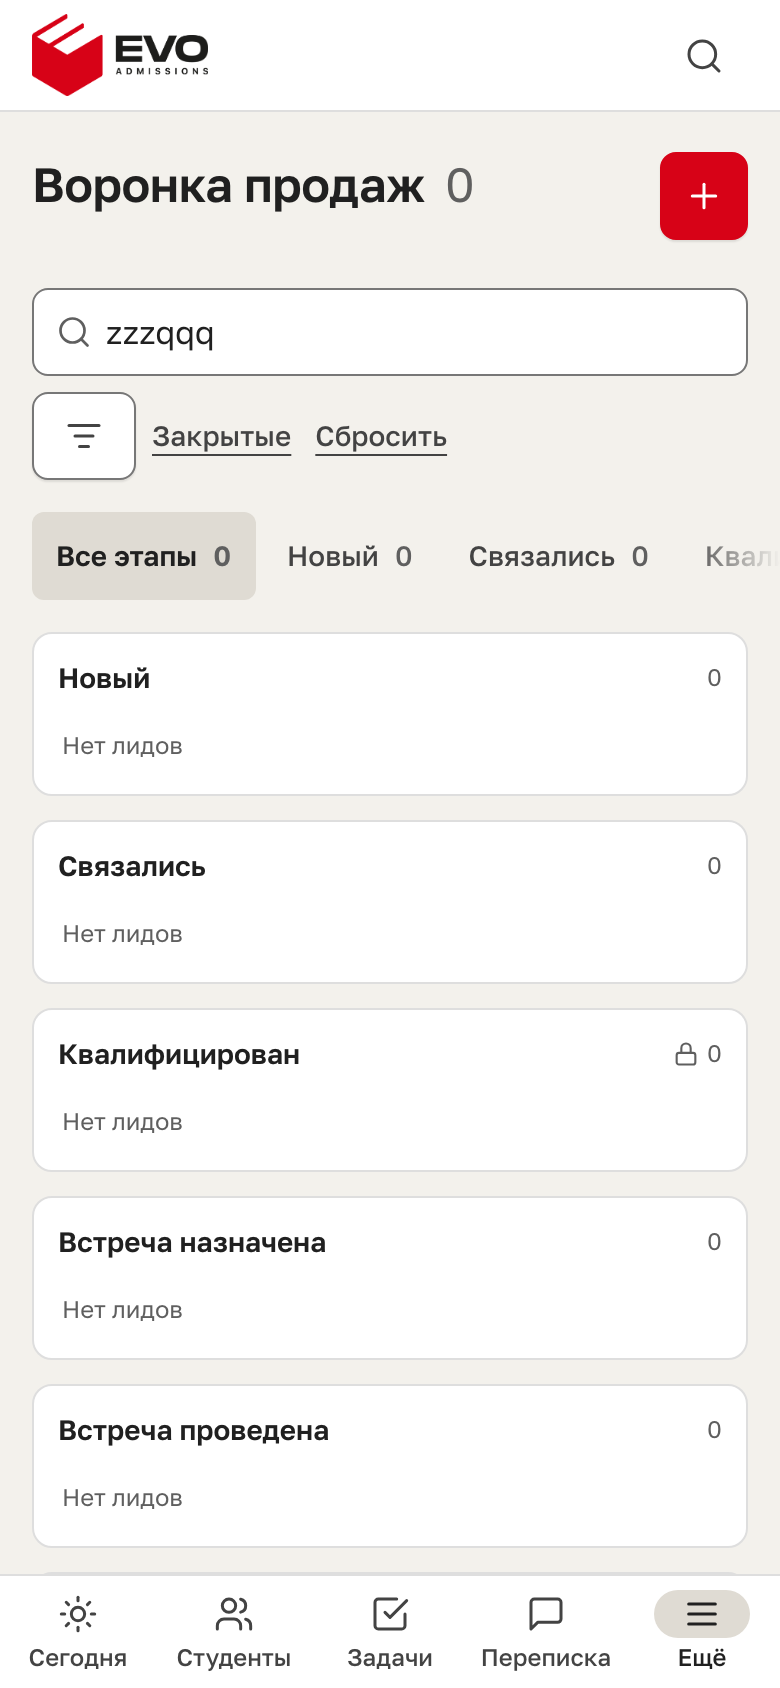 EVO
ADMISSIONS
Воронка продаж 0
zzzqqq
Закрытые Сбросить
Все этапы 0 Новый 0 Связались 0
Новый 0
Нет лидов
Связались 0
Нет лидов
Квалифицирован 0
Нет лидов
Встреча назначена 0
Нет лидов
Встреча проведена 0
Нет лидов
Сегодня Студенты Задачи Переписка Ещё